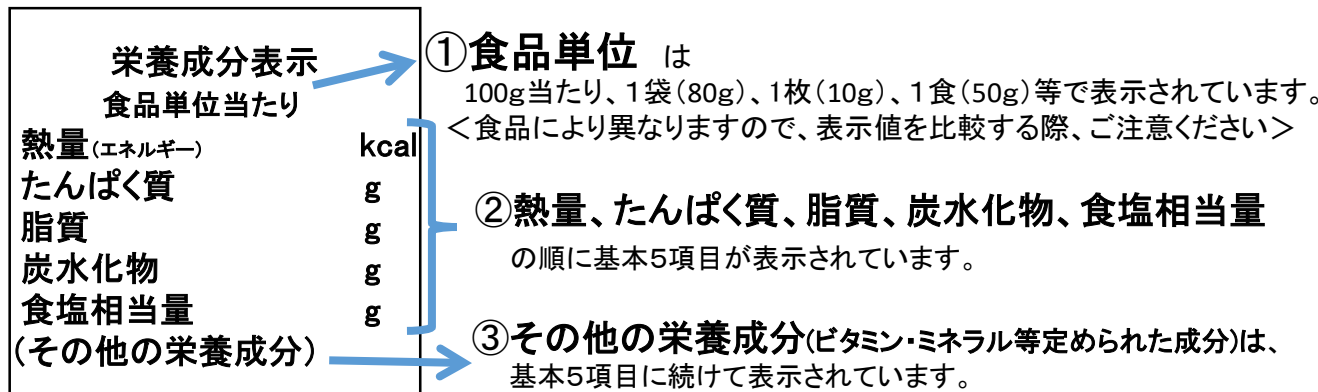 栄養成分表示
食品単位当たり
熱量(エネルギー) kcal
たんぱく質 g
脂質 g
炭水化物 g
食塩相当量 g
(その他の栄養成分)
①食品単位 は
100g当たり、1袋(80g)、1枚(10g)、1食(50g)等で表示されています。
<食品により異なりますので、表示値を比較する際、ご注意ください>
②熱量、たんぱく質、脂質、炭水化物、食塩相当量
の順に基本5項目が表示されています。
③その他の栄養成分(ビタミン・ミネラル等定められた成分)は、
基本5項目に続けて表示されています。